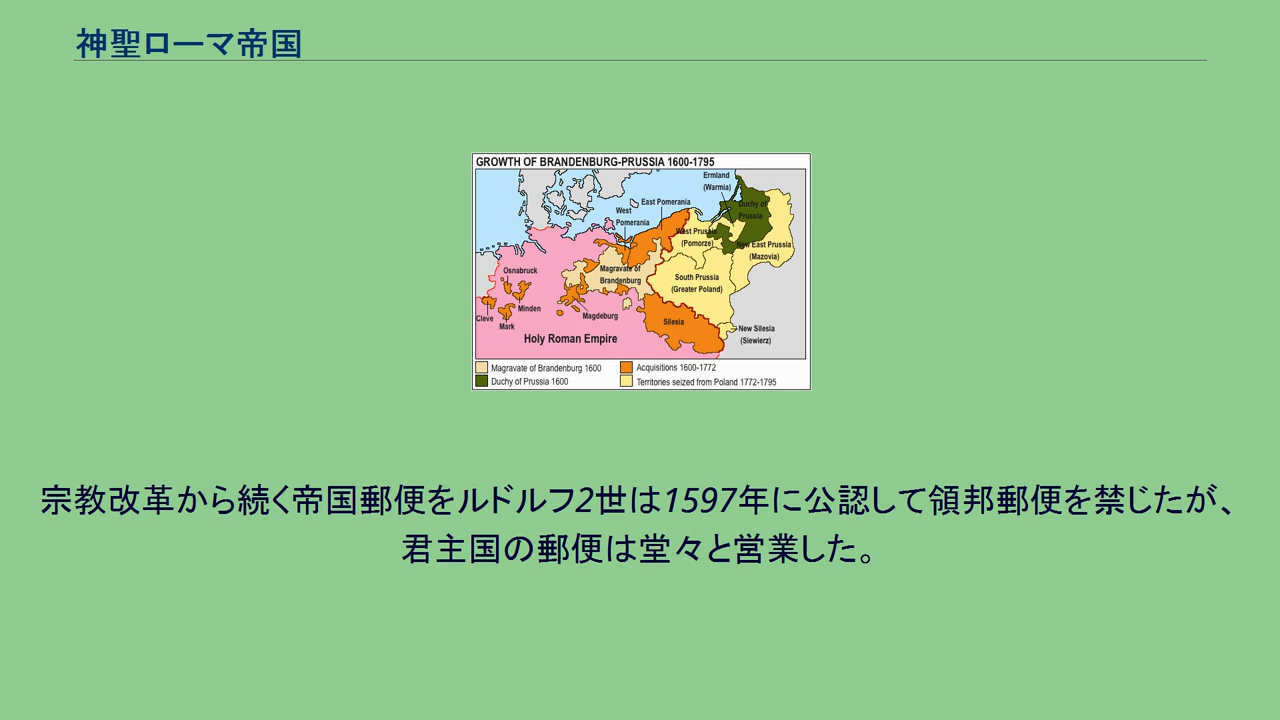 神聖ローマ帝国
GROWTH OF BRANDENBURG-PRUSSIA 1600-1795
Ermland
(Warmia)
East Pomerania
West
Pomerania
Duchy of
Prussia
West Prussia
(Pomorze)
New East Prussia
(Mazovia)
Osnabruck
Magravate of
Brandenburg
South Prussia
(Greater Poland)
Minden
Cleve
Mark
Magdeburg
Silesia
New Silesia
(Siewierz)
Holy Roman Empire
Magravate of Brandenburg 1600
Acquisitions 1600-1772
Duchy of Prussia 1600
Territories seized from Poland 1772-1795
宗教改革から続く帝国郵便をルドルフ2世は1597年に公認して領邦郵便を禁じたが、
君主国の郵便は堂々と営業した。